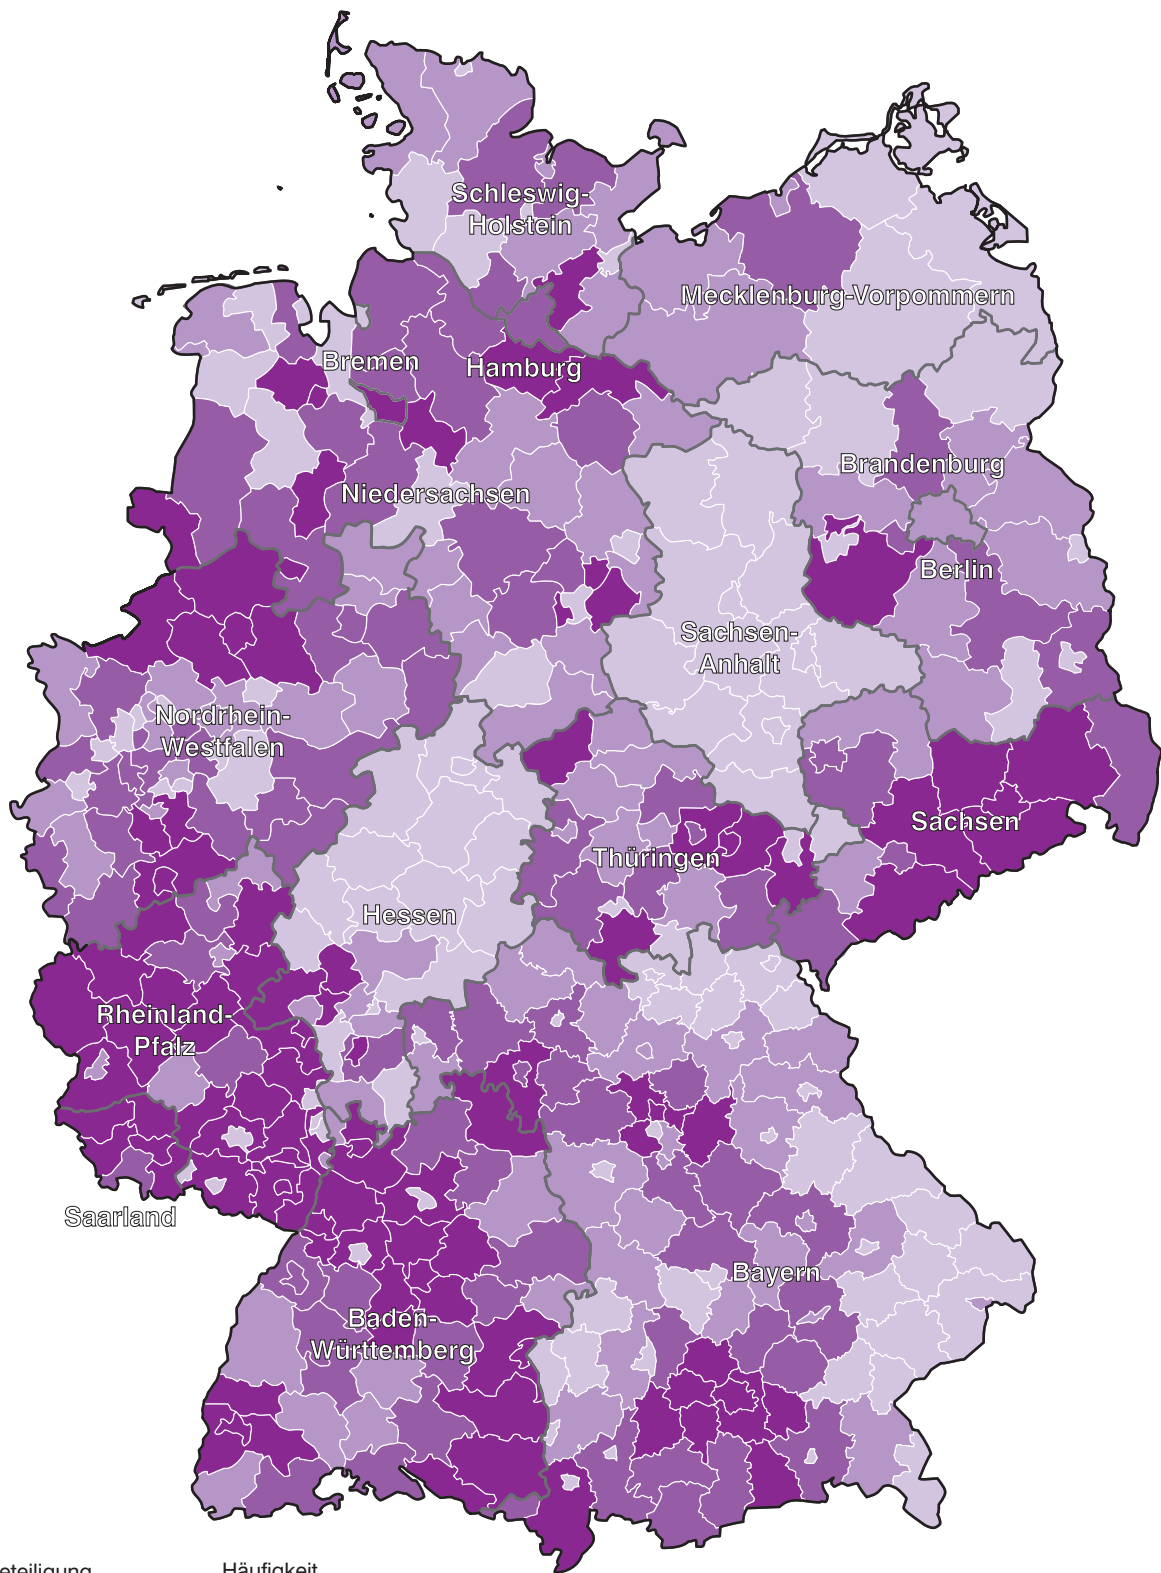 Schleswig-
Holstein
Mecklenburg-Vorpommern
Bremen
Hamburg
Brandenburg
Niedersachsen
Berlin
Sachsen-
Anhalt
Nordrhein-
Westfalen
Sachsen
Thüringen
Hessen
Rheinland-
Pfalz
Saarland
Bayern
Baden-
Württemberg
eteiligung
Häufigkeit